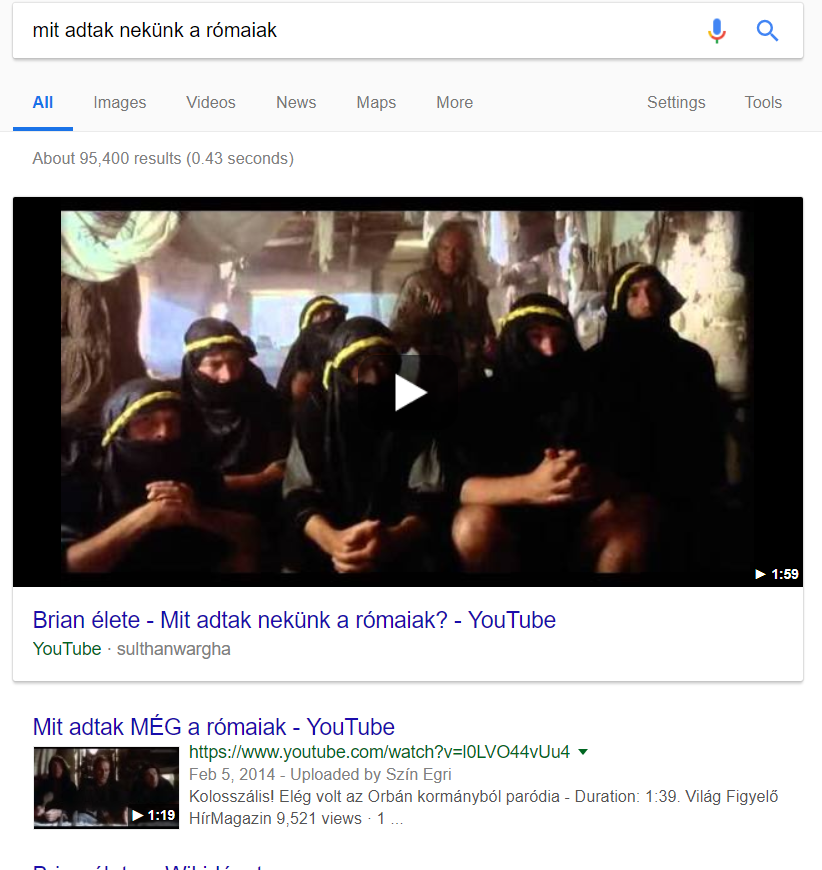 mit adtak nekünk a rómaiak
All Images Videos News Maps More Settings Tools
About 95,400 results (0.43 seconds)
1:59
Brian élete - Mit adtak nekünk a rómaiak? - YouTube
YouTube · sulthanwargha
Mit adtak MÉG a rómaiak - YouTube
https://www.youtube.com/watch?v=l0LVO44vUu4
Feb 5, 2014 - Uploaded by Szín Egri
Kolosszális! Elég volt az Orbán kormányból paródia - Duration: 1:39. Világ Figyelő
1:19
HírMagazin 9,521 views · 1 ...